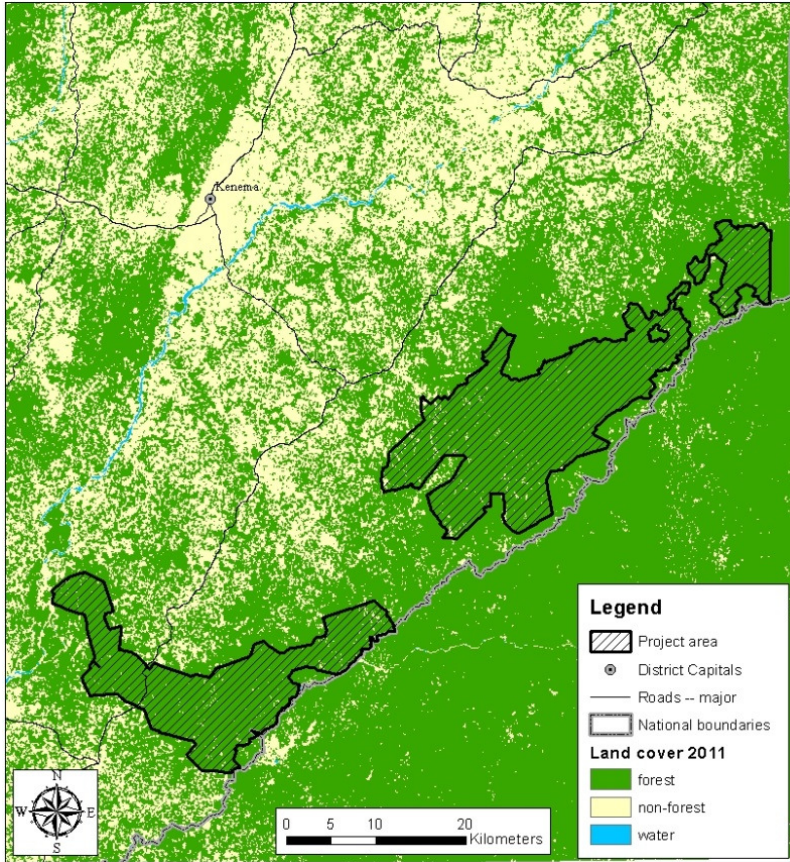 Kenema
Legend
Project area
District Capitals
Roads -- major
National boundaries
Land cover 2011
forest
non-forest
water
N
W E
S
0 5 10 20
Kilometers